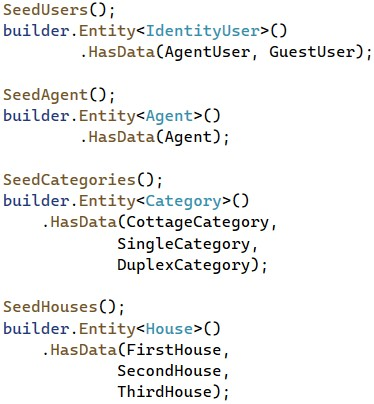 SeedUsers();
builder.Entity<IdentityUser>()
.HasData(AgentUser, GuestUser);
SeedAgent();
builder.Entity<Agent>()
.HasData(Agent);
SeedCategories();
builder.Entity<Category>()
.HasData(CottageCategory,
SingleCategory,
DuplexCategory);
SeedHouses();
builder.Entity<House>()
.HasData(FirstHouse,
SecondHouse,
ThirdHouse);